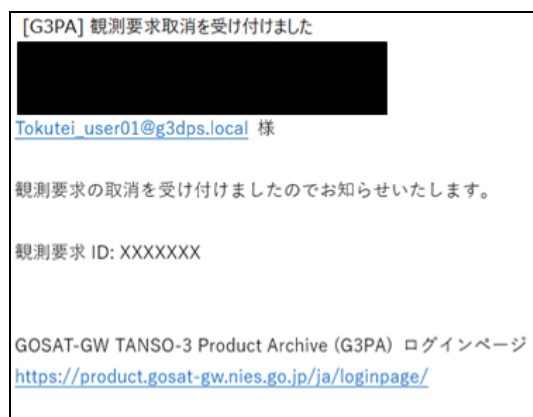 [G3PA] 観測要求取消を受け付けました
Tokutei_user01@g3dps.local 様
観測要求の取消を受け付けましたのでお知らせいたします。
観測要求 ID: XXXXXXX
GOSAT-GW TANSO-3 Product Archive (G3PA) ログインページ
https://product.gosat-gw.nies.go.jp/ja/loginpage/